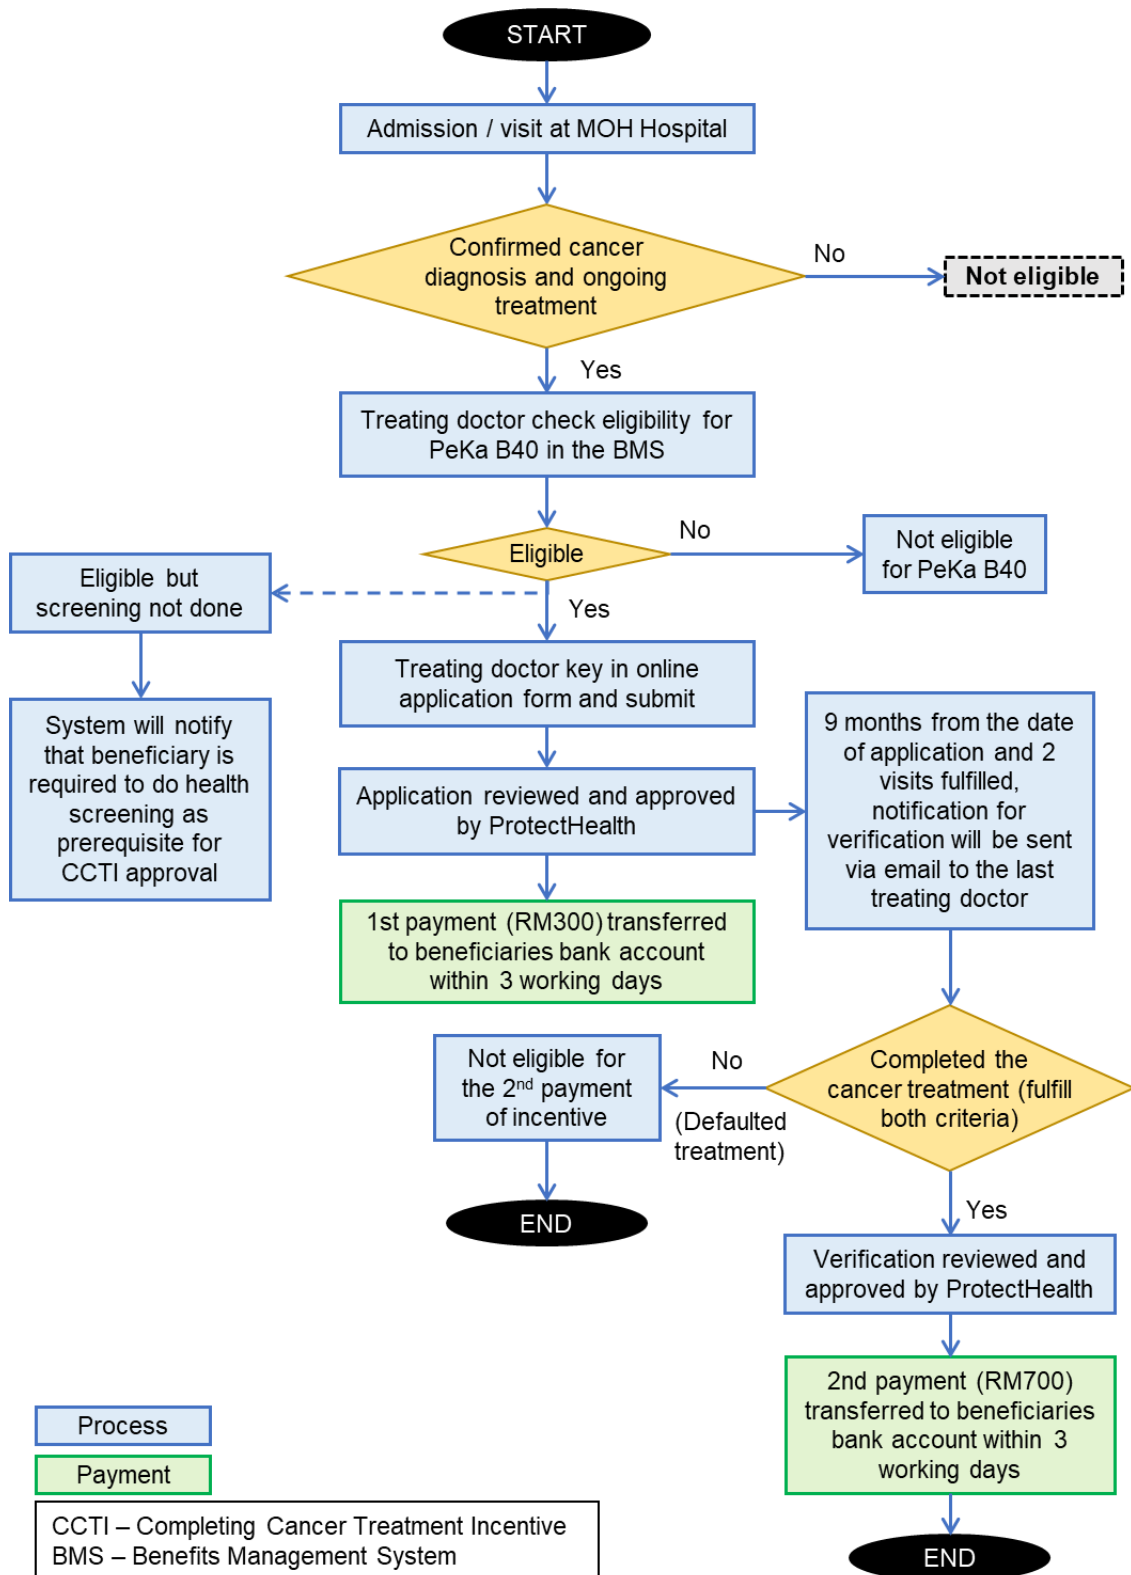 START
Admission / visit at MOH Hospital
Confirmed cancer
diagnosis and ongoing
treatment
No
Not eligible
Yes
Treating doctor check eligibility for
PeKa B40 in the BMS
Eligible
No
Not eligible
for PeKa B40
Eligible but
screening not done
Yes
System will notify
that beneficiary is
required to do health
screening as
prerequisite for
CCTI approval
Treating doctor key in online
application form and submit
Application reviewed and approved
by ProtectHealth
1st payment (RM300) transferred
to beneficiaries bank account
within 3 working days
9 months from the date
of application and 2
visits fulfilled,
notification for
verification will be sent
via email to the last
treating doctor
Completed the
cancer treatment (fulfill
both criteria)
No
(Defaulted
treatment)
Not eligible for
the 2nd payment
of incentive
END
Yes
Verification reviewed and
approved by ProtectHealth
2nd payment (RM700)
transferred to beneficiaries
bank account within 3
working days
END
Process
Payment
CCTI – Completing Cancer Treatment Incentive
BMS – Benefits Management System